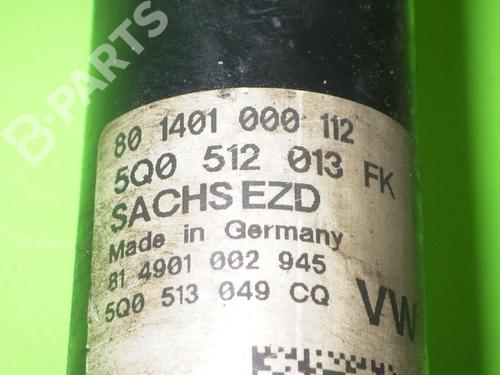 B-PARTS
80 1401 000 112
5Q0 512 013 FK
SACHS EZD
Made in Germany
81 4901 002 945
5Q0 513 049 CQ
VW